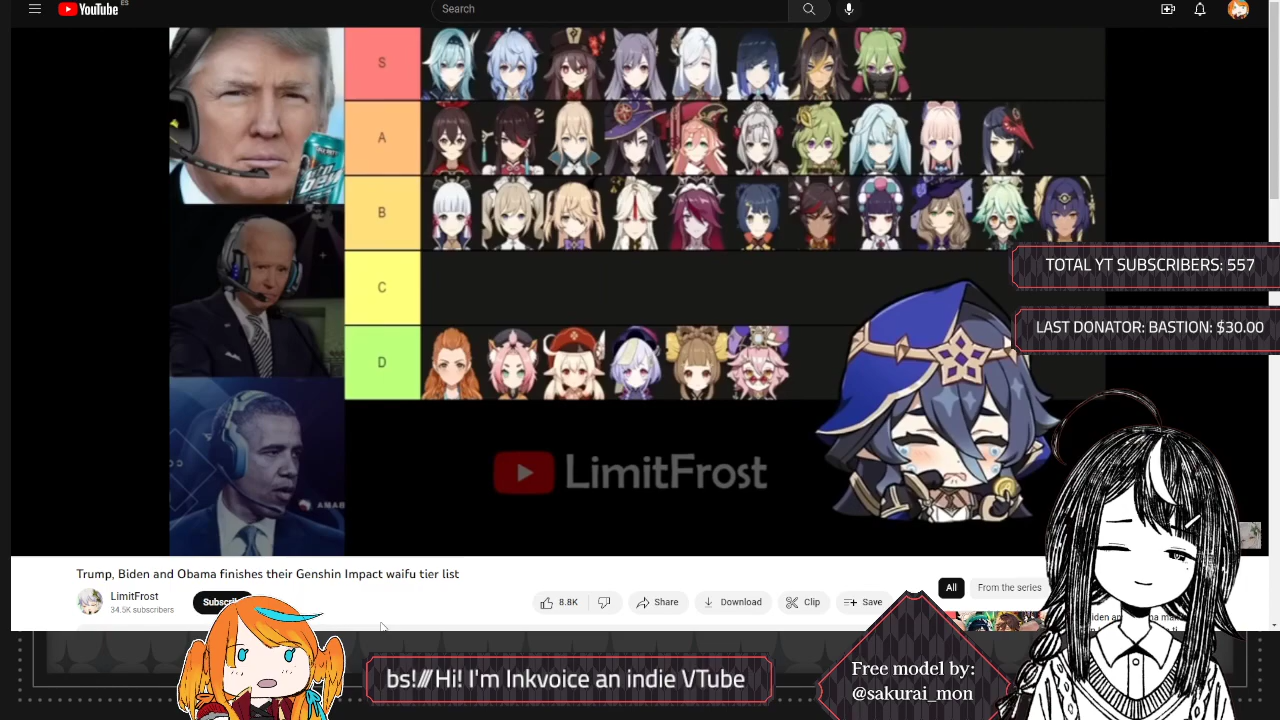 YouTube ES
Search
S
A
B
C
D
TOTAL YT SUBSCRIBERS: 557
LAST DONATOR: BASTION: $30.00
LimitFrost
Trump, Biden and Obama finishes their Genshin Impact waifu tier list
LimitFrost
34.5K subscribers
Subscribe
8.8K
Share
Download
Clip
Save
All
From the series
bs!///Hi! I'm Inkvoice an indie VTube
Free model by:
@sakurai_mon